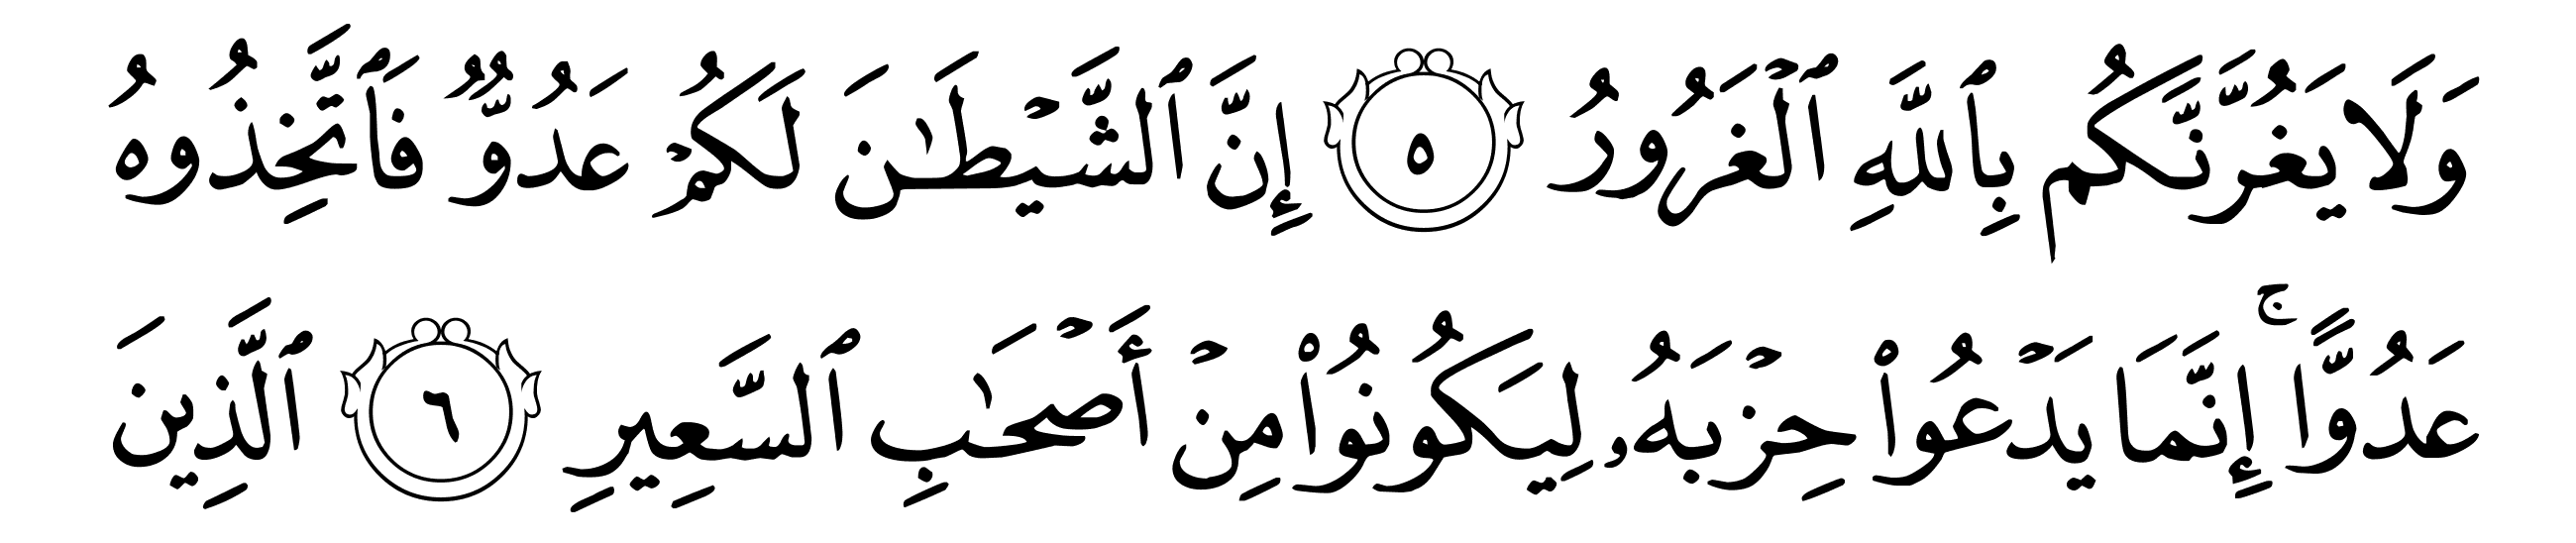 وَلَا يَغُرَّنَّكُم بِٱللَّهِ ٱلْغَرُورُ ٥ إِنَّ ٱلشَّيْطَٰنَ لَكُمْ عَدُوٌّ فَٱتَّخِذُوهُ
عَدُوًّا ۚ إِنَّمَا يَدْعُوا۟ حِزْبَهُۥ لِيَكُونُوا۟ مِنْ أَصْحَٰبِ ٱلسَّعِيرِ ٦ ٱلَّذِينَ